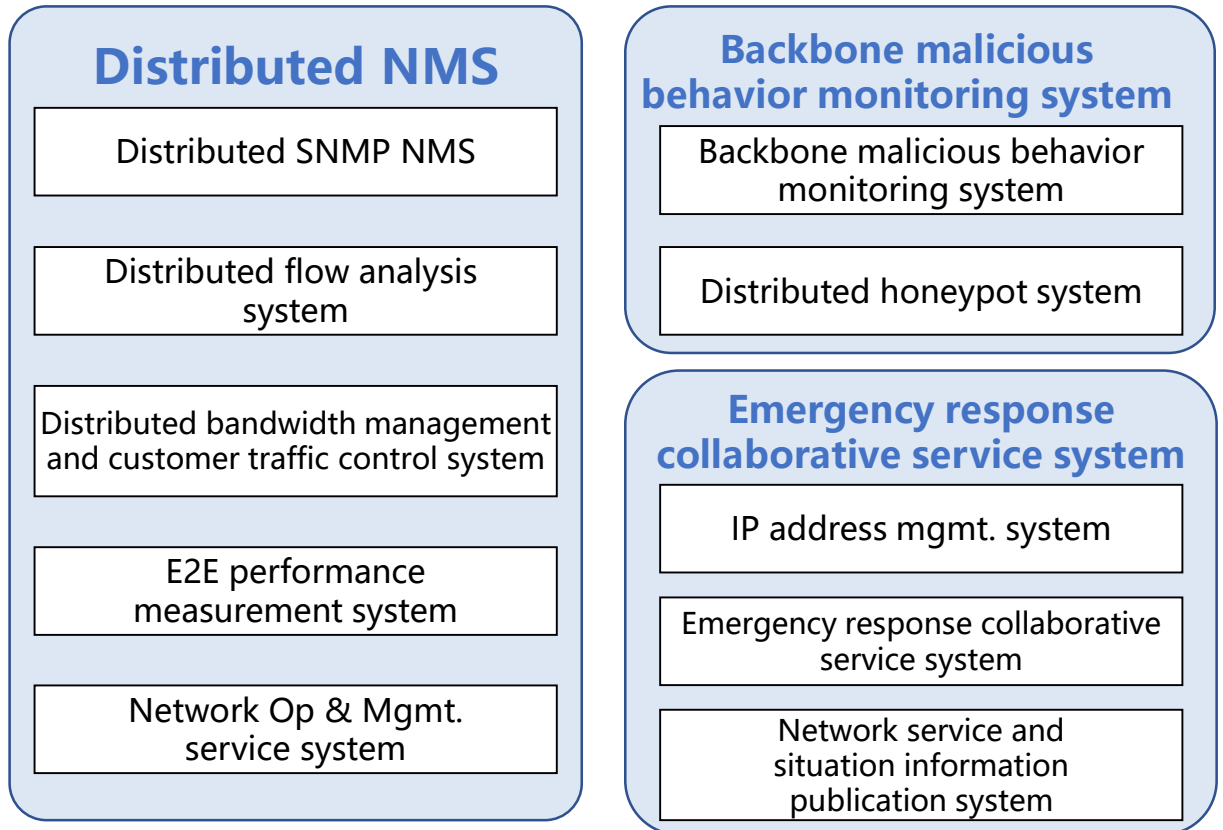 Distributed NMS
Distributed SNMP NMS
Distributed flow analysis
system
Distributed bandwidth management
and customer traffic control system
E2E performance
measurement system
Network Op & Mgmt.
service system
Backbone malicious
behavior monitoring system
Backbone malicious behavior
monitoring system
Distributed honeypot system
Emergency response
collaborative service system
IP address mgmt. system
Emergency response collaborative
service system
Network service and
situation information
publication system